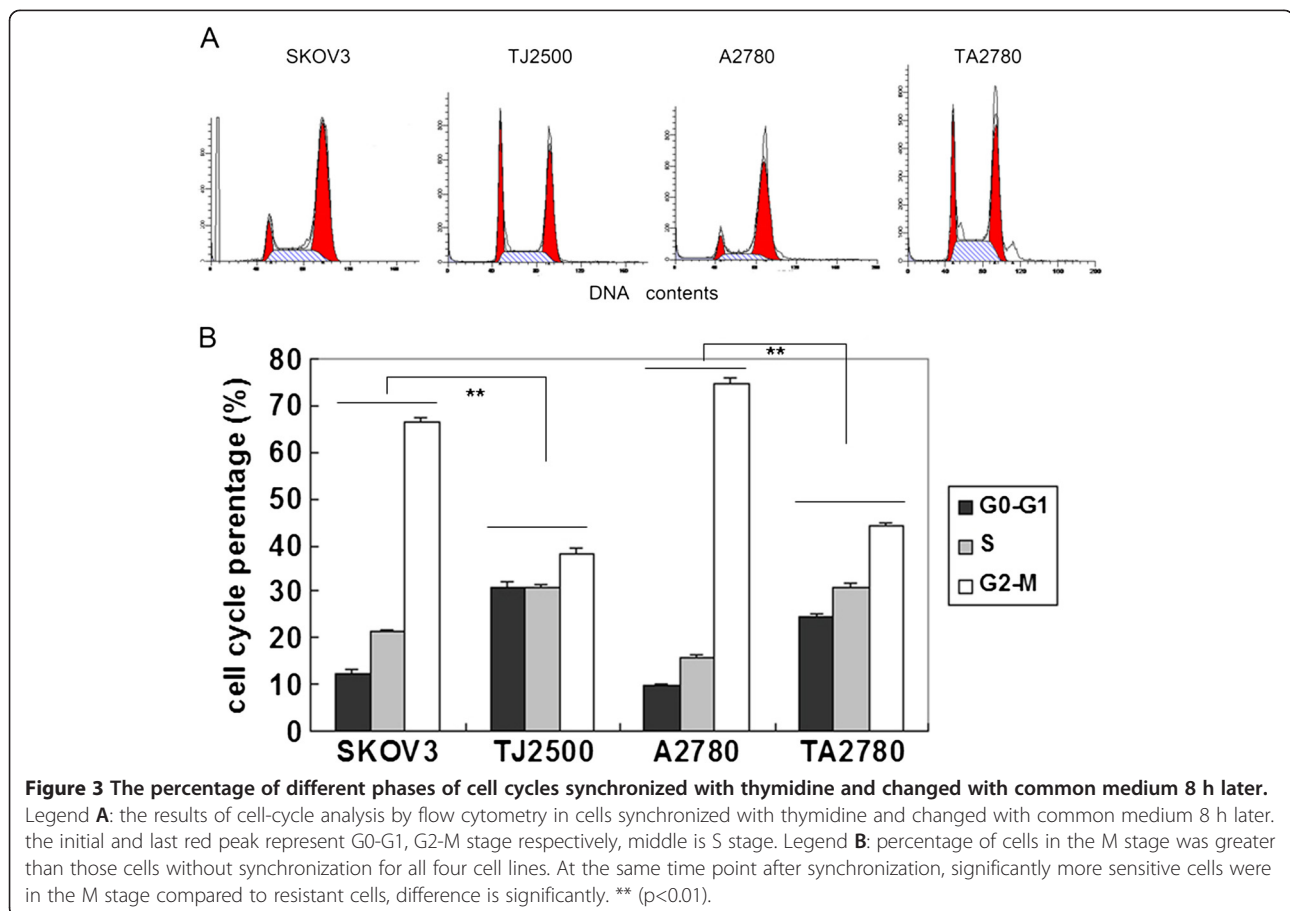 A
SKOV3 TJ2500 A2780 TA2780
DNA contents
B
cell cycle perentage (%)
80
70
60
50
40
30
20
10
0
**
**
SKOV3 TJ2500 A2780 TA2780
G0-G1
S
G2-M
Figure 3 The percentage of different phases of cell cycles synchronized with thymidine and changed with common medium 8 h later.
Legend A: the results of cell-cycle analysis by flow cytometry in cells synchronized with thymidine and changed with common medium 8 h later.
the initial and last red peak represent G0-G1, G2-M stage respectively, middle is S stage. Legend B: percentage of cells in the M stage was greater
than those cells without synchronization for all four cell lines. At the same time point after synchronization, significantly more sensitive cells were
in the M stage compared to resistant cells, difference is significantly. ** (p<0.01).